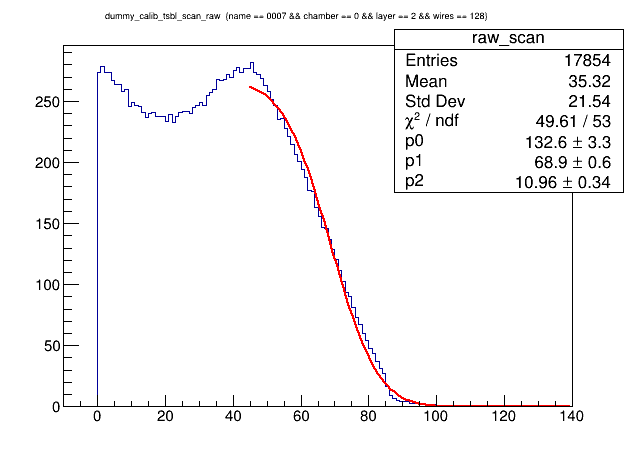 dummy_calib_tsbl_scan_raw (name == 0007 && chamber == 0 && layer == 2 && wires == 128)
raw_scan
Entries 17854
Mean 35.32
Std Dev 21.54
χ² / ndf 49.61 / 53
p0 132.6 ± 3.3
p1 68.9 ± 0.6
p2 10.96 ± 0.34
250
200
150
100
50
0
0 20 40 60 80 100 120 140